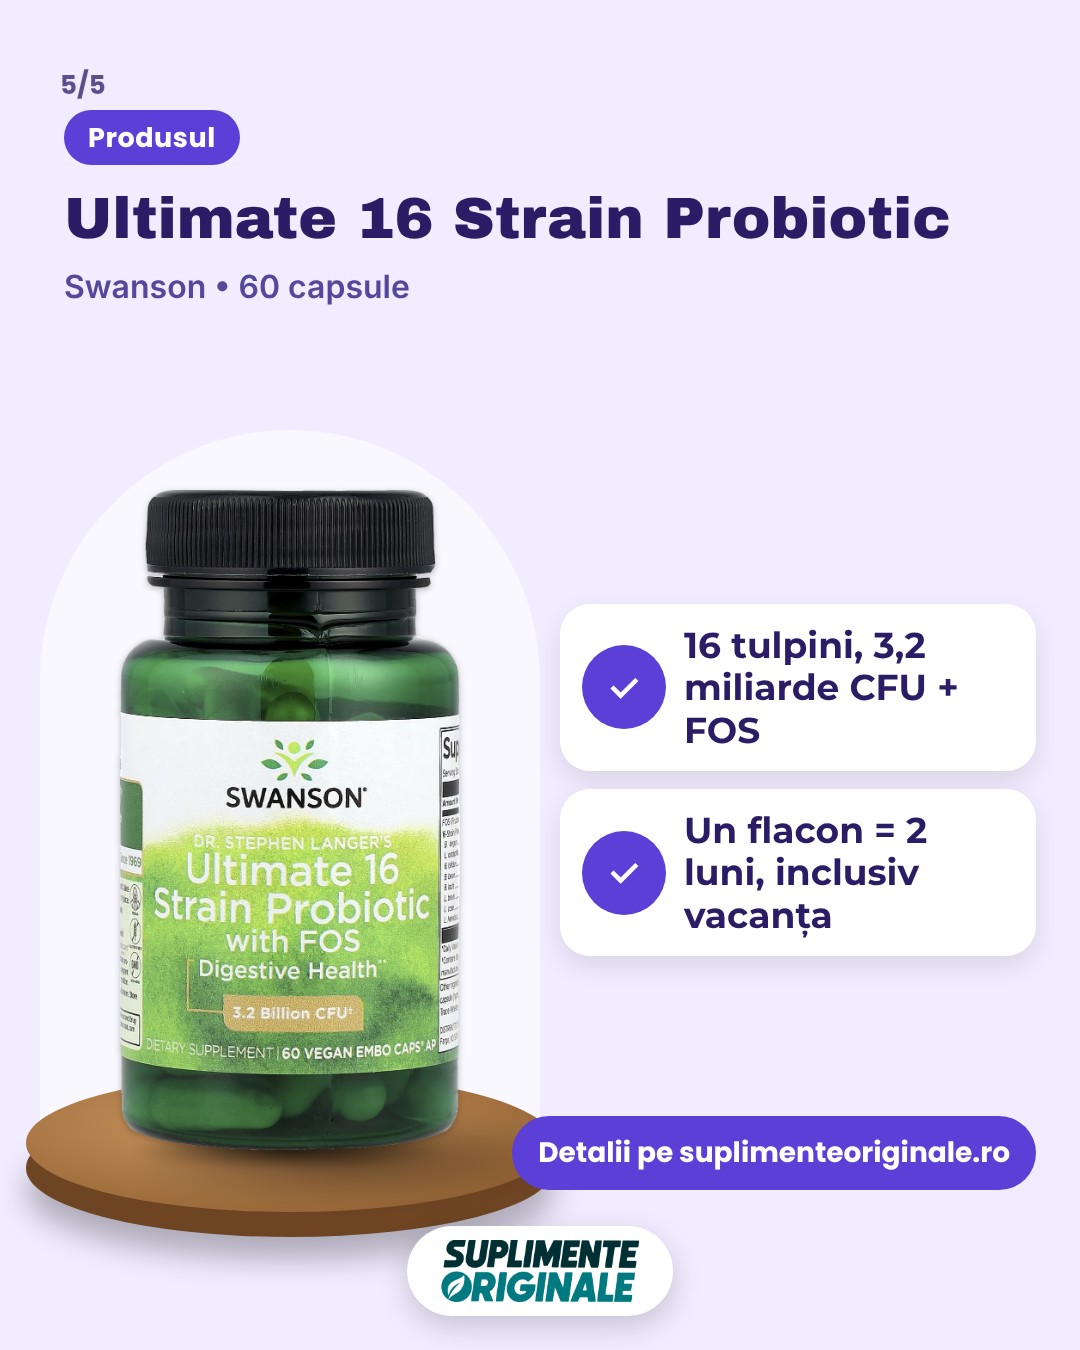 5/5
Produsul
Ultimate 16 Strain Probiotic
Swanson • 60 capsule
16 tulpini, 3,2
miliarde CFU +
FOS
Un flacon = 2
luni, inclusiv
vacanța
SWANSON
DR. STEPHEN LANGER'S
Ultimate 16
Strain Probiotic
with FOS
Digestive Health
3.2 Billion CFU‡
DIETARY SUPPLEMENT | 60 VEGAN EMBO CAPS® AP
Detalii pe suplimenteoriginale.ro
SUPLIMENTE
ORIGINALE